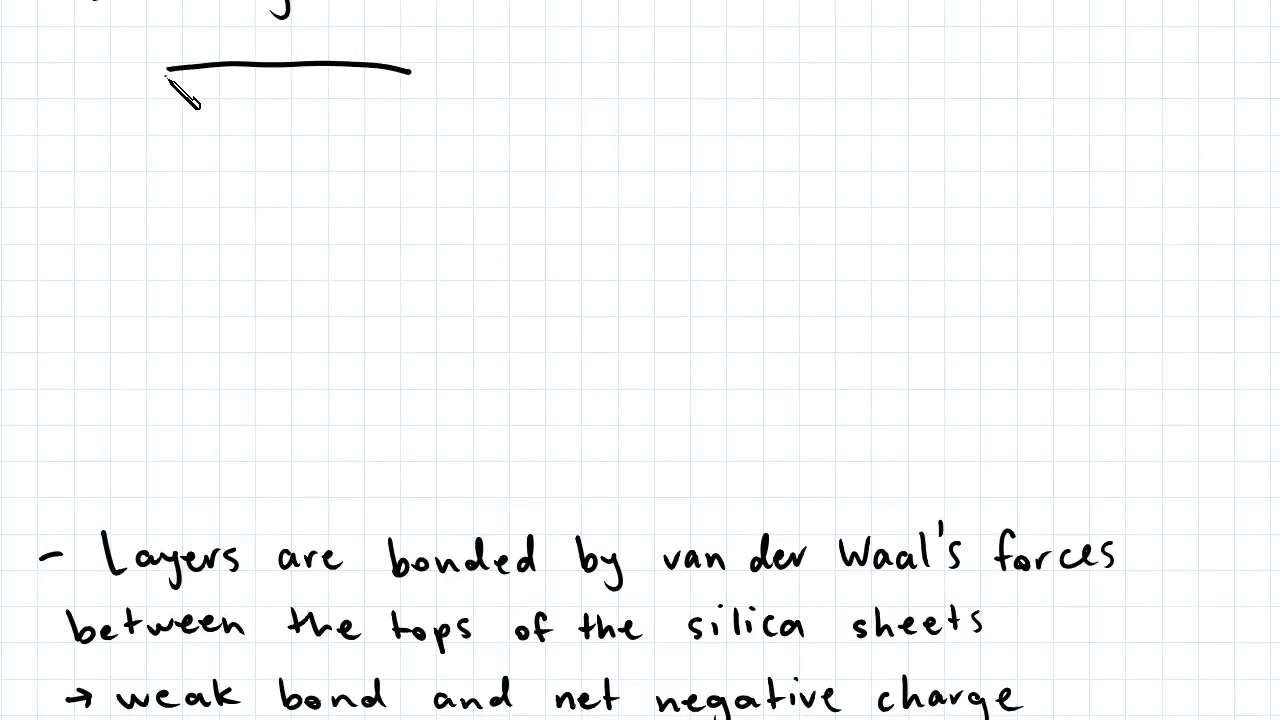 - Layers are bonded by van der Waal's forces
between the tops of the silica sheets
→ weak bond and net negative charge